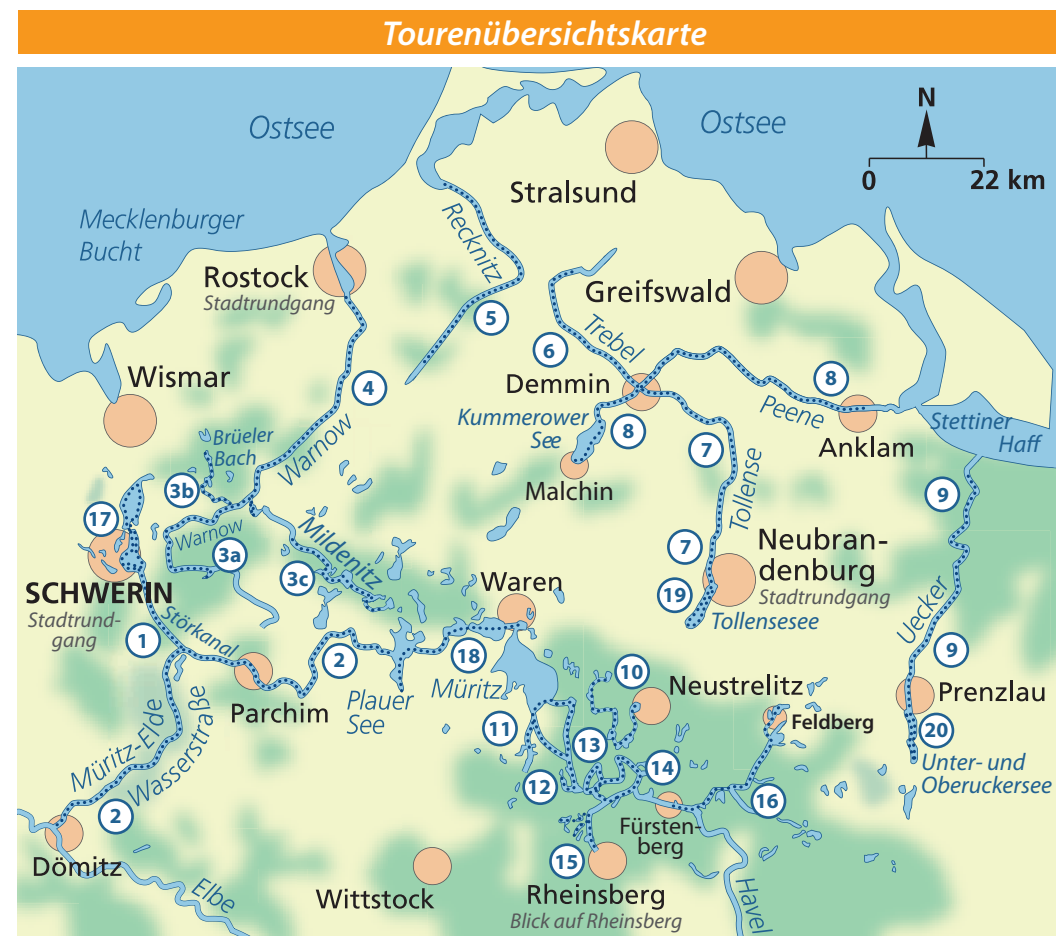 Tourenübersichtskarte
Ostsee
Ostsee
N
0
22 km
Stralsund
Mecklenburger
Bucht
Recknitz
Rostock
Stadtrundgang
Greifswald
5
Trebel
6
Wismar
4
Demmin
8
Peene
Kummerower
See
8
Anklam
Stettiner
Haff
Brüeler
Bach
Warnow
7
Malchin
3b
9
Tollense
17
Warnow
3a
Mildenitz
3c
7
Neubran-
denburg
Stadtrundgang
SCHWERIN
Stadtrund-
gang
Waren
19
Tollensesee
Uecker
1
Störkanal
2
18
Müritz
9
10
Neustrelitz
Prenzlau
Parchim
Plauer
See
Feldberg
11
13
20
Unter- und
Oberuckersee
Müritz-Elde
Wasserstraße
14
12
16
2
Fürsten-
berg
Dömitz
15
Elbe
Wittstock
Rheinsberg
Blick auf Rheinsberg
Havel